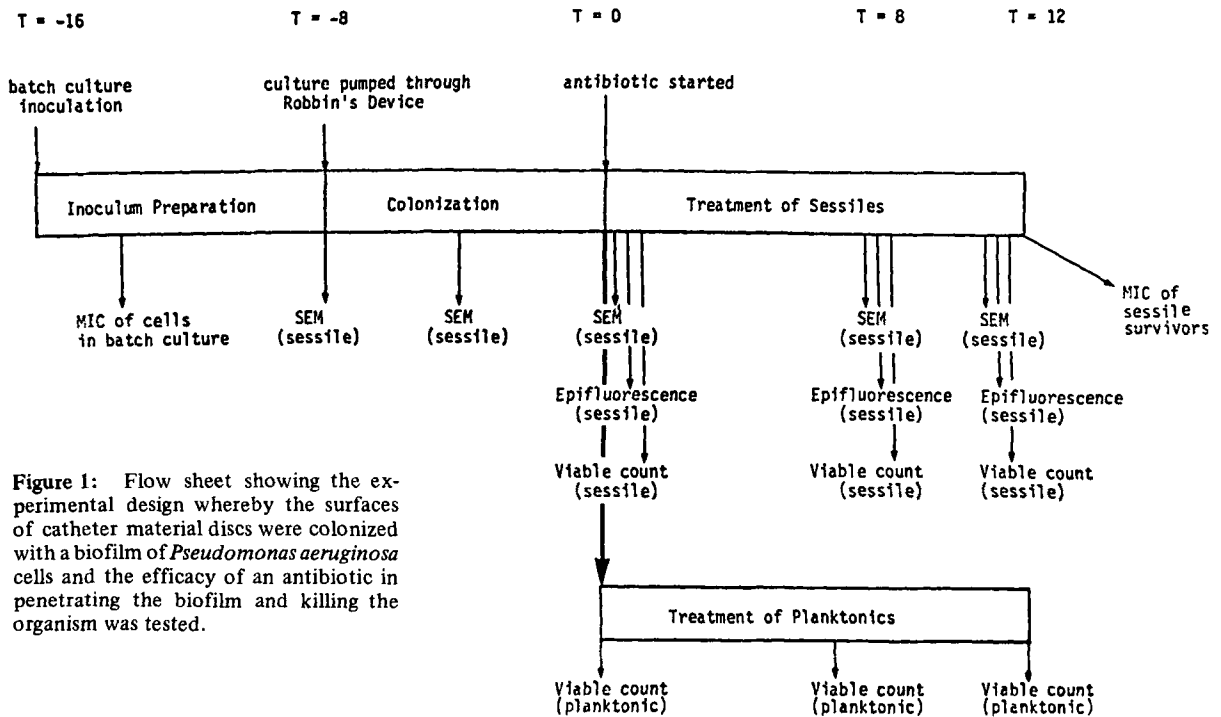 T = -16
T = -8
T = 0
T = 8
T = 12
batch culture
inoculation
culture pumped through
Robbin's Device
antibiotic started
Inoculum Preparation
Colonization
Treatment of Sessiles
MIC of cells
in batch culture
SEM
(sessile)
SEM
(sessile)
SEM
(sessile)
SEM
(sessile)
SEM
(sessile)
MIC of
sessile
survivors
Epifluorescence
(sessile)
Epifluorescence
(sessile)
Epifluorescence
(sessile)
Viable count
(sessile)
Viable count
(sessile)
Viable count
(sessile)
Figure 1: Flow sheet showing the ex-
perimental design whereby the surfaces
of catheter material discs were colonized
with a biofilm of Pseudomonas aeruginosa
cells and the efficacy of an antibiotic in
penetrating the biofilm and killing the
organism was tested.
Treatment of Planktonics
Viable count
(planktonic)
Viable count
(planktonic)
Viable count
(planktonic)